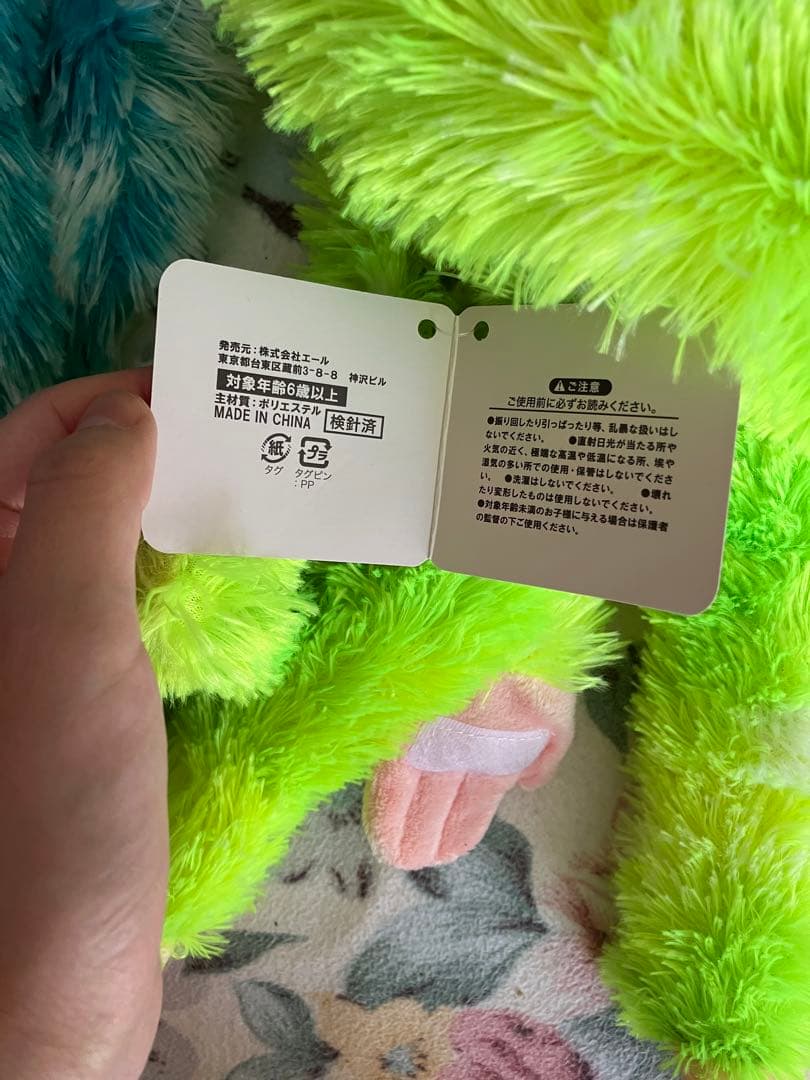 発売元：株式会社エール
東京都台東区蔵前3-8-8　神沢ビル
対象年齢6歳以上
主材質：ポリエステル
MADE IN CHINA 検針済
紙 プラ
タグ タグピン
:PP
ご注意
ご使用前に必ずお読みください。
●振り回したり引っぱったり等、乱暴な扱いはし
ないでください。　●直射日光が当たる所や
火気の近く、極端な高温や低温になる所、埃や
湿気の多い所での使用・保管はしないでくださ
い。　●洗濯はしないでください。　●壊れ
たり変形したものは使用しないでください。
●対象年齢未満のお子様に与える場合は保護者
の監督の下ご使用ください。